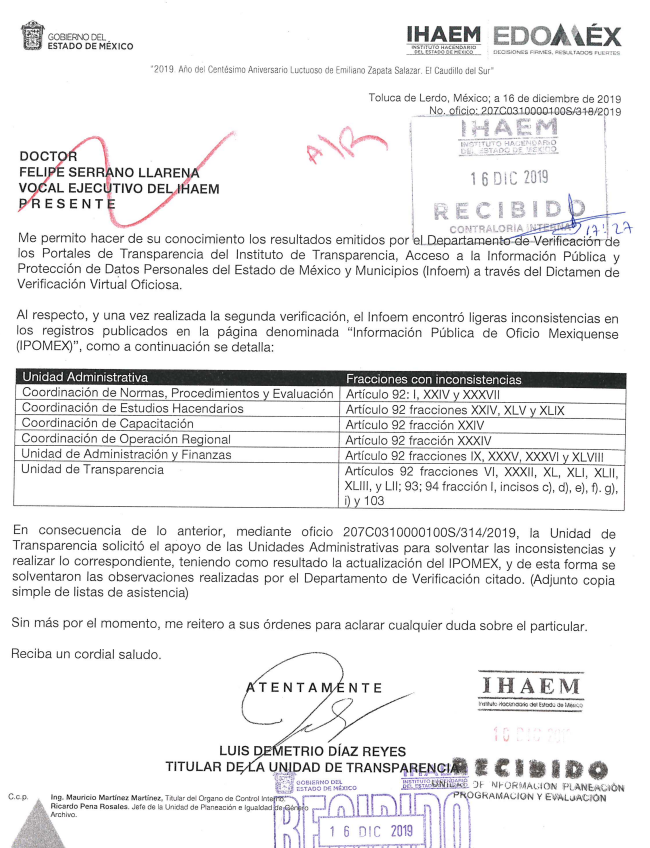 GOBIERNO DEL
ESTADO DE MÉXICO
IHAEM
INSTITUTO HACENDARIO
DEL ESTADO DE MÉXICO
EDOMÉX
DECISIONES FIRMES, RESULTADOS FUERTES
"2019 Año del Centésimo Aniversario Luctuoso de Emiliano Zapata Salazar. El Caudillo del Sur"
Toluca de Lerdo, México; a 16 de diciembre de 2019
No. oficio: 207C0310000100S/318/2019
IHAEM
INSTITUTO HACENDARIO
DEL ESTADO DE MÉXICO
16 DIC 2019
RECIBIDO
CONTRALORIA INTERNA
17:27
A/R
DOCTOR
FELIPE SERRANO LLARENA
VOCAL EJECUTIVO DEL IHAEM
P R E S E N T E
Me permito hacer de su conocimiento los resultados emitidos por el Departamento de Verificación de
los Portales de Transparencia del Instituto de Transparencia, Acceso a la Información Pública y
Protección de Datos Personales del Estado de México y Municipios (Infoem) a través del Dictamen de
Verificación Virtual Oficiosa.
Al respecto, y una vez realizada la segunda verificación, el Infoem encontró ligeras inconsistencias en
los registros publicados en la página denominada "Información Pública de Oficio Mexiquense
(IPOMEX)", como a continuación se detalla:
Unidad Administrativa Fracciones con inconsistencias
Coordinación de Normas, Procedimientos y Evaluación Artículo 92: I, XXIV y XXXVII
Coordinación de Estudios Hacendarios Artículo 92 fracciones XXIV, XLV y XLIX
Coordinación de Capacitación Artículo 92 fracción XXIV
Coordinación de Operación Regional Artículo 92 fracción XXXIV
Unidad de Administración y Finanzas Artículo 92 fracciones IX, XXXV, XXXVI y XLVIII
Unidad de Transparencia Artículos 92 fracciones VI, XXXII, XL, XLI, XLII,
XLIII, y LII; 93; 94 fracción I, incisos c), d), e), f). g),
i) y 103
En consecuencia de lo anterior, mediante oficio 207C0310000100S/314/2019, la Unidad de
Transparencia solicitó el apoyo de las Unidades Administrativas para solventar las inconsistencias y
realizar lo correspondiente, teniendo como resultado la actualización del IPOMEX, y de esta forma se
solventaron las observaciones realizadas por el Departamento de Verificación citado. (Adjunto copia
simple de listas de asistencia)
Sin más por el momento, me reitero a sus órdenes para aclarar cualquier duda sobre el particular.
Reciba un cordial saludo.
A T E N T A M E N T E
LUIS DEMETRIO DÍAZ REYES
TITULAR DE LA UNIDAD DE TRANSPARENCIA
IHAEM
Instituto Hacendario del Estado de México
RECIBIDO
UNIDAD DE INFORMACION PLANEACIÓN
PROGRAMACION Y EVALUACIÓN
C.c.p. Ing. Mauricio Martínez Martínez, Titular del Organo de Control Interno.
Ricardo Pena Rosales. Jefe de la Unidad de Planeación e Igualdad de Género
Archivo.
GOBIERNO DEL
ESTADO DE MÉXICO
IHAEM
INSTITUTO HACENDARIO
DEL ESTADO DE MÉXICO
RECIBIDO
16 DIC 2019